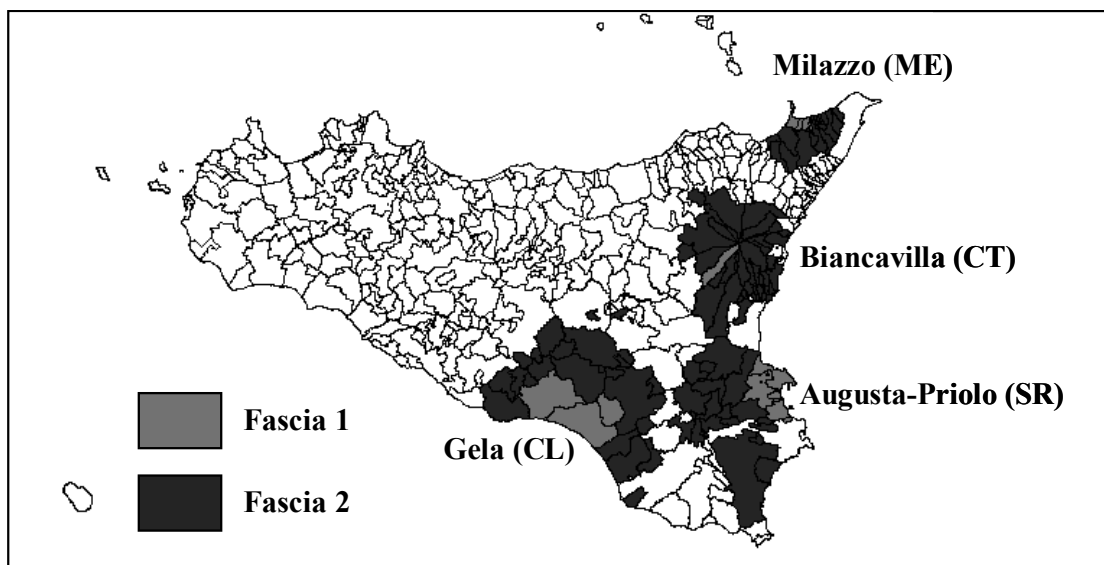 Milazzo (ME)
Biancavilla (CT)
Augusta-Priolo (SR)
Fascia 1
Gela (CL)
Fascia 2